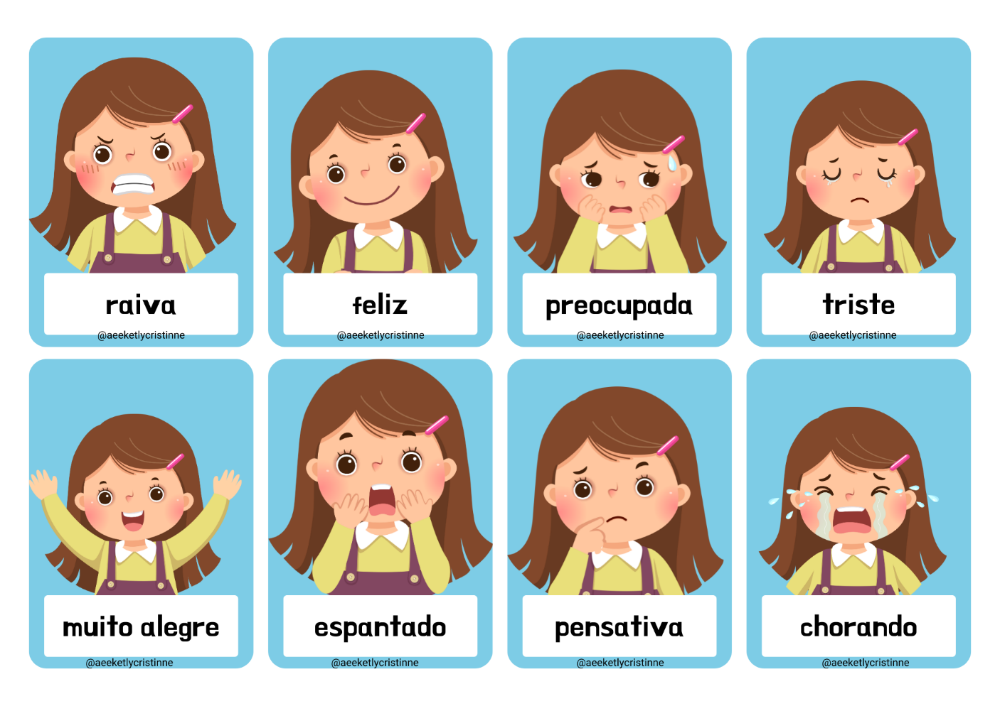 raiva
@aeeketlycristinne
feliz
@aeeketlycristinne
preocupada
@aeeketlycristinne
triste
@aeeketlycristinne
muito alegre
@aeeketlycristinne
espantado
@aeeketlycristinne
pensativa
@aeeketlycristinne
chorando
@aeeketlycristinne